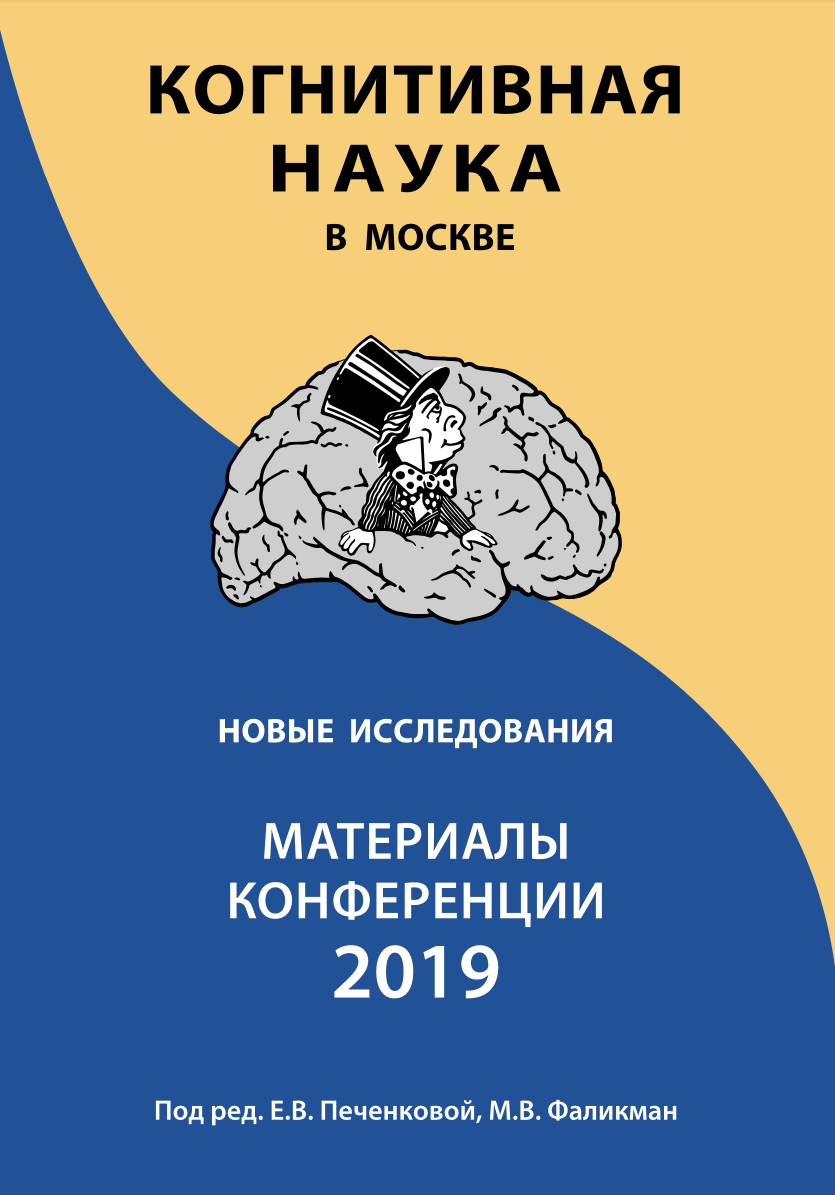 КОГНИТИВНАЯ
НАУКА
В МОСКВЕ
НОВЫЕ ИССЛЕДОВАНИЯ
МАТЕРИАЛЫ
КОНФЕРЕНЦИИ
2019
Под ред. Е.В. Печенковой, М.В. Фаликман